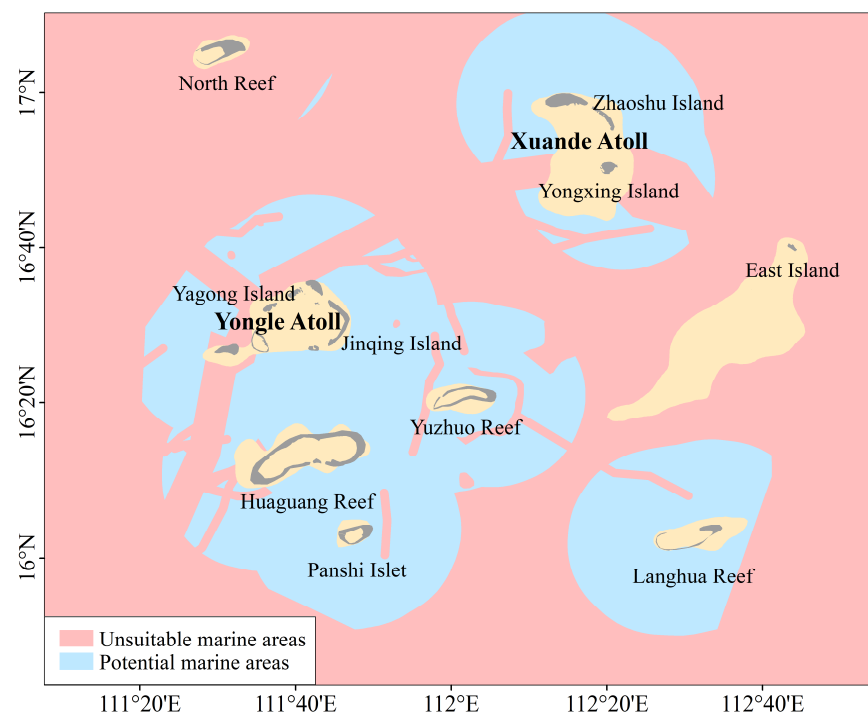 North Reef
17°N
Zhaoshu Island
Xuande Atoll
Yongxing Island
16°40'N
East Island
Yagong Island
Yongle Atoll
Jinqing Island
16°20'N
Yuzhuo Reef
Huaguang Reef
16°N
Panshi Islet
Langhua Reef
Unsuitable marine areas
Potential marine areas
111°20'E
111°40'E
112°E
112°20'E
112°40'E